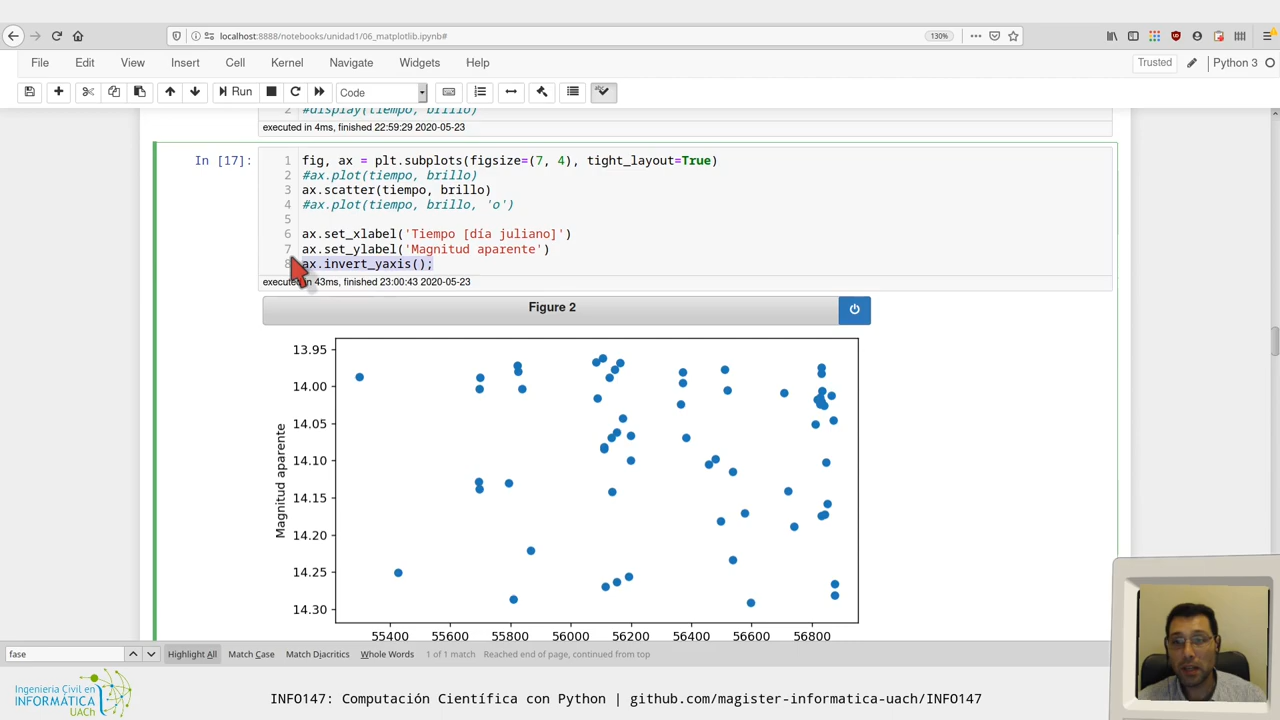 localhost:8888/notebooks/unidad1/06_matplotlib.ipynb#
130%
File Edit View Insert Cell Kernel Navigate Widgets Help
Trusted
Python 3
Run
Code
2 #display(tiempo, brillo)
executed in 4ms, finished 22:59:29 2020-05-23
In [17]:
1 fig, ax = plt.subplots(figsize=(7, 4), tight_layout=True)
2 #ax.plot(tiempo, brillo)
3 ax.scatter(tiempo, brillo)
4 #ax.plot(tiempo, brillo, 'o')
5
6 ax.set_xlabel('Tiempo [día juliano]')
7 ax.set_ylabel('Magnitud aparente')
8 ax.invert_yaxis();
executed in 43ms, finished 23:00:43 2020-05-23
Figure 2
Magnitud aparente
13.95
14.00
14.05
14.10
14.15
14.20
14.25
14.30
55400 55600 55800 56000 56200 56400 56600 56800
fase
Highlight All Match Case Match Diacritics Whole Words 1 of 1 match Reached end of page, continued from top
Ingeniería Civil en
INFORMÁTICA
UACh
INFO147: Computación Científica con Python | github.com/magister-informatica-uach/INFO147